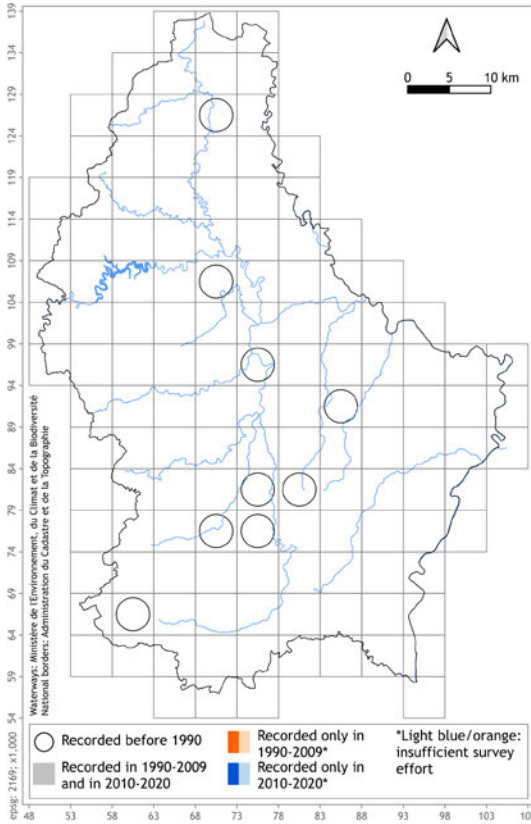 139
134
129
124
119
114
109
104
99
94
89
84
79
74
69
64
59
54
0 5 10 km
Waterways: Ministère de l'Environnement, du Climat et de la Biodiversité
National borders: Administration du Cadastre et de la Topographie
epsg: 2169; x1,000
Recorded before 1990
Recorded in 1990-2009
and in 2010-2020
Recorded only in
1990-2009*
Recorded only in
2010-2020*
*Light blue/orange:
insufficient survey
effort
48 53 58 63 68 73 78 83 88 93 98 103 108